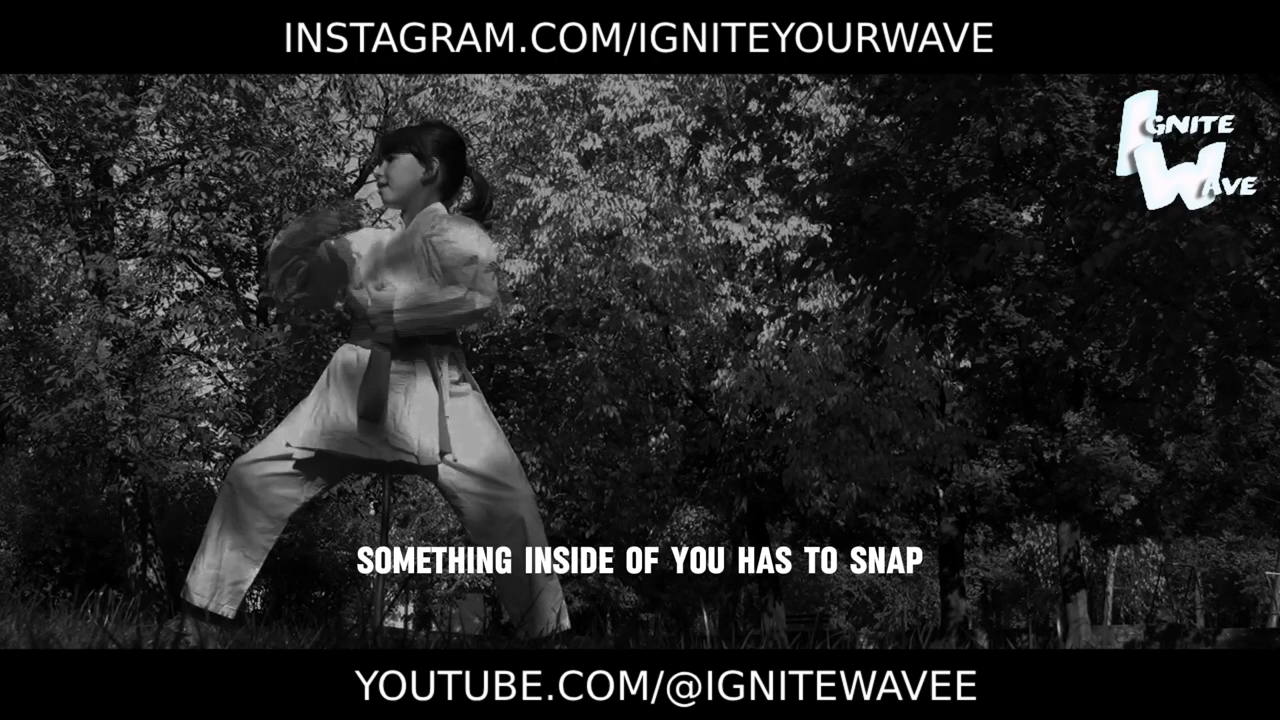 INSTAGRAM.COM/IGNITEYOURWAVE
IGNITE
WAVE
SOMETHING INSIDE OF YOU HAS TO SNAP
YOUTUBE.COM/@IGNITEWAVEE